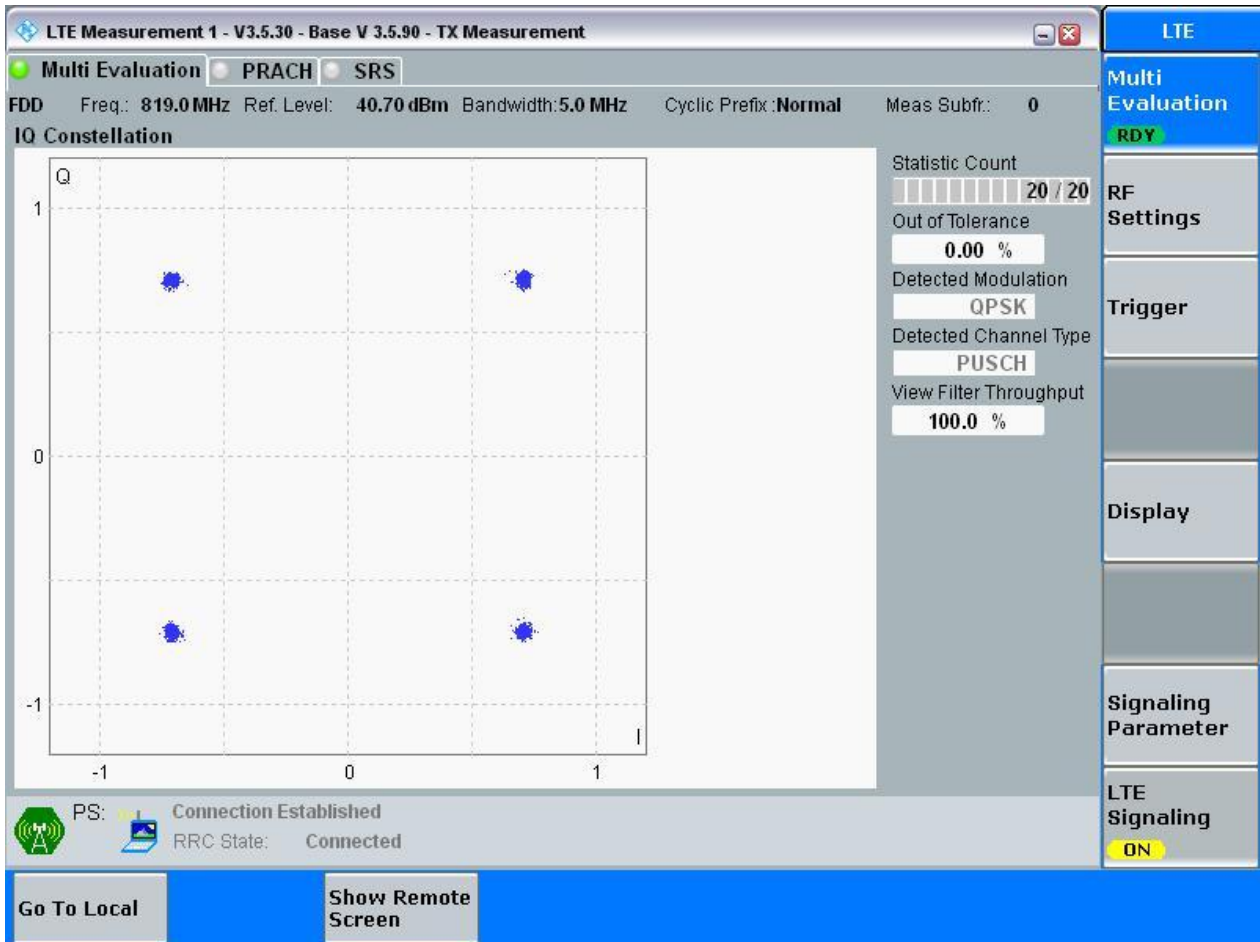 LTE Measurement 1 - V3.5.30 - Base V 3.5.90 - TX Measurement
LTE
Multi Evaluation PRACH SRS
FDD Freq.: 819.0 MHz Ref. Level: 40.70 dBm Bandwidth:5.0 MHz Cyclic Prefix :Normal Meas Subfr.: 0
IQ Constellation
Q
1
0
-1
-1 0 1
I
Statistic Count
20 / 20
Out of Tolerance
0.00 %
Detected Modulation
QPSK
Detected Channel Type
PUSCH
View Filter Throughput
100.0 %
Multi
Evaluation
RDY
RF
Settings
Trigger
Display
Signaling
Parameter
LTE
Signaling
ON
PS: Connection Established
RRC State: Connected
Go To Local
Show Remote
Screen